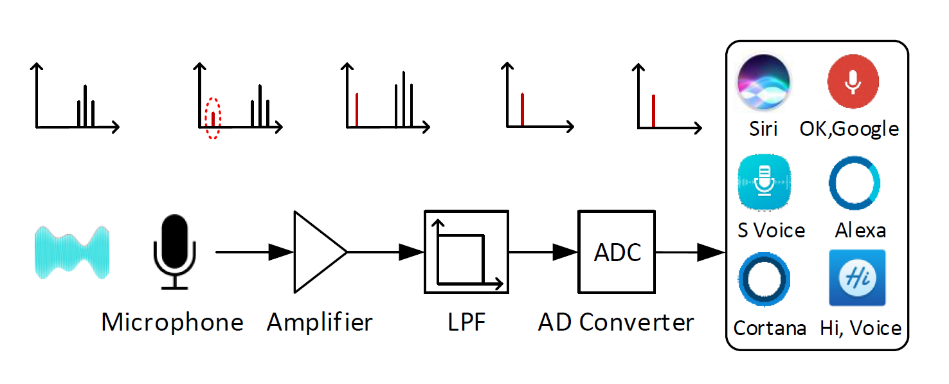 Siri OK,Google
S Voice Alexa
Cortana Hi, Voice
Hi
ADC
Microphone Amplifier LPF AD Converter